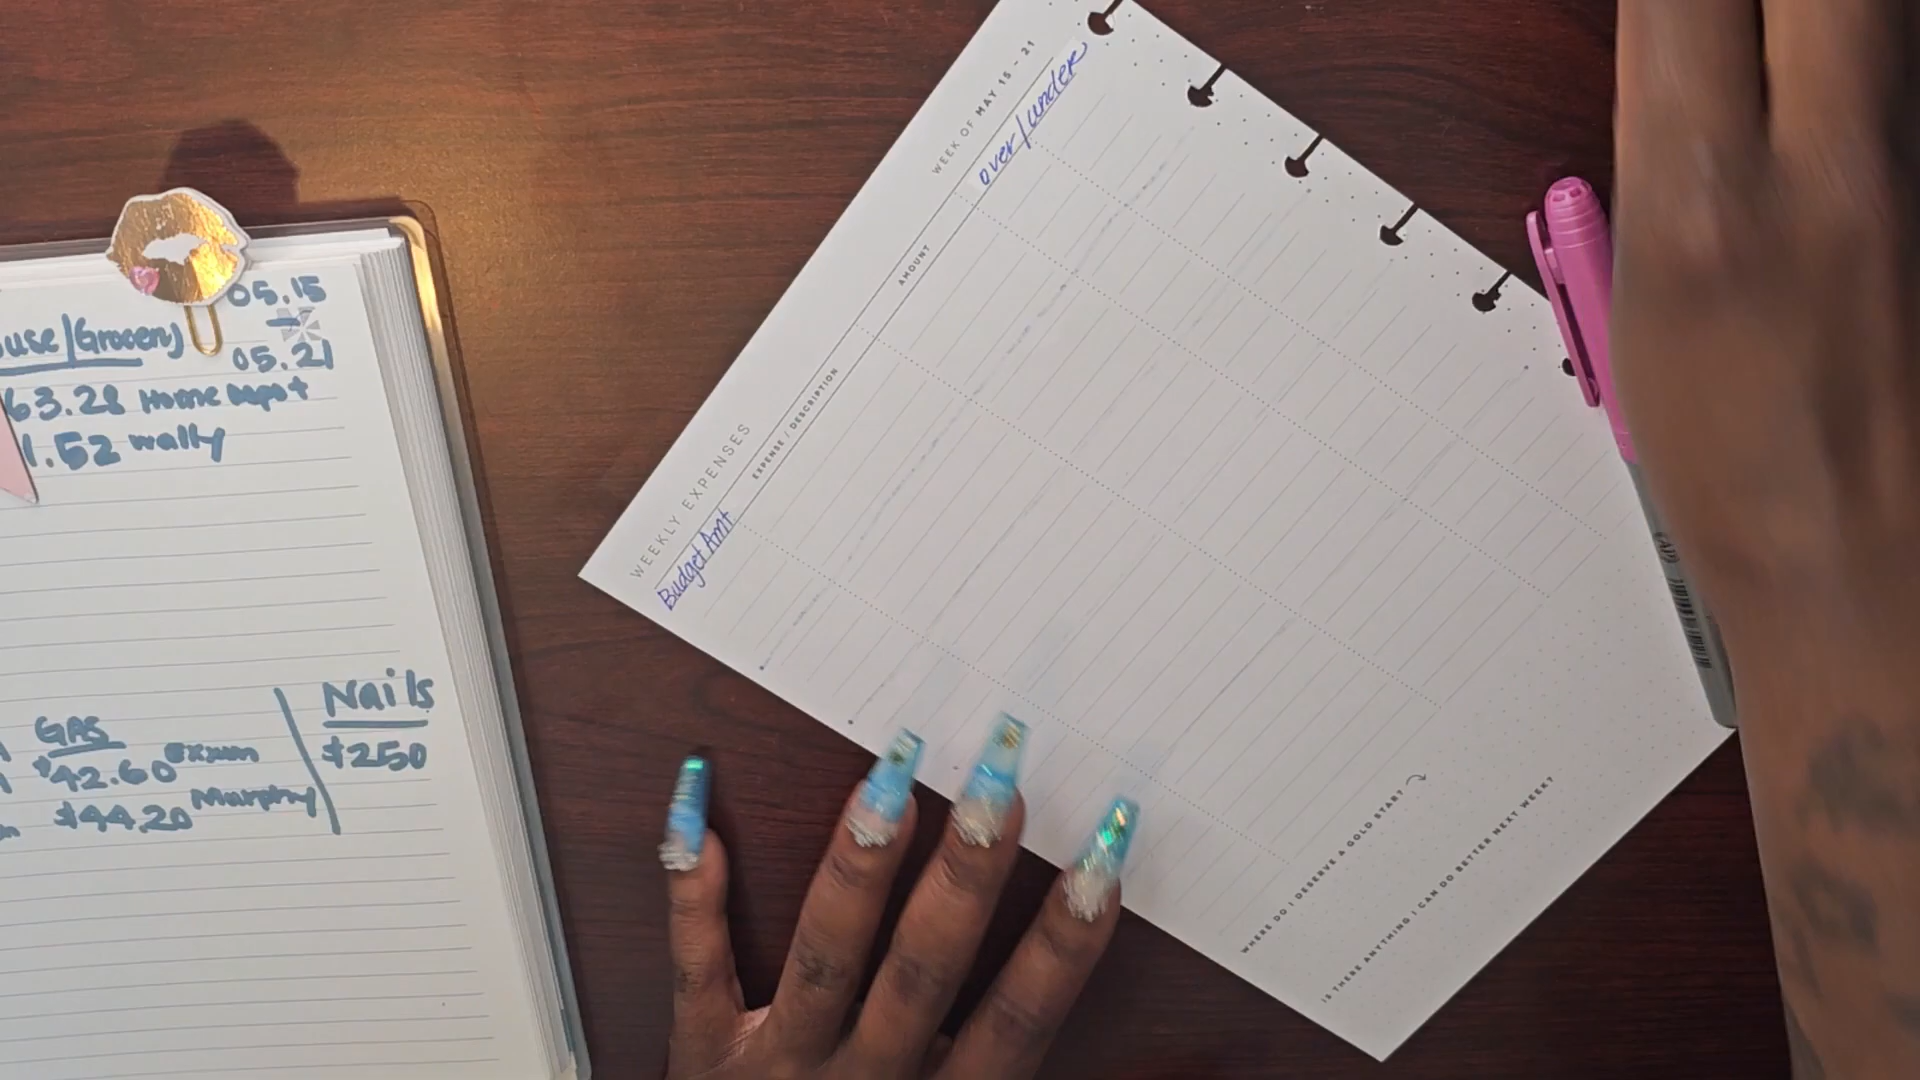 05.15
–
05.21
ouse/Grocery
63.28 Home Depot
1.52 wally
GAS
$42.60 exxon
$44.20 Murphy
Nails
$250
WEEKLY EXPENSES
WEEK OF MAY 15 - 21
Budget Amt
EXPENSE / DESCRIPTION
AMOUNT
over/under
WHERE DO I DESERVE A GOLD STAR?
IS THERE ANYTHING I CAN DO BETTER NEXT WEEK?